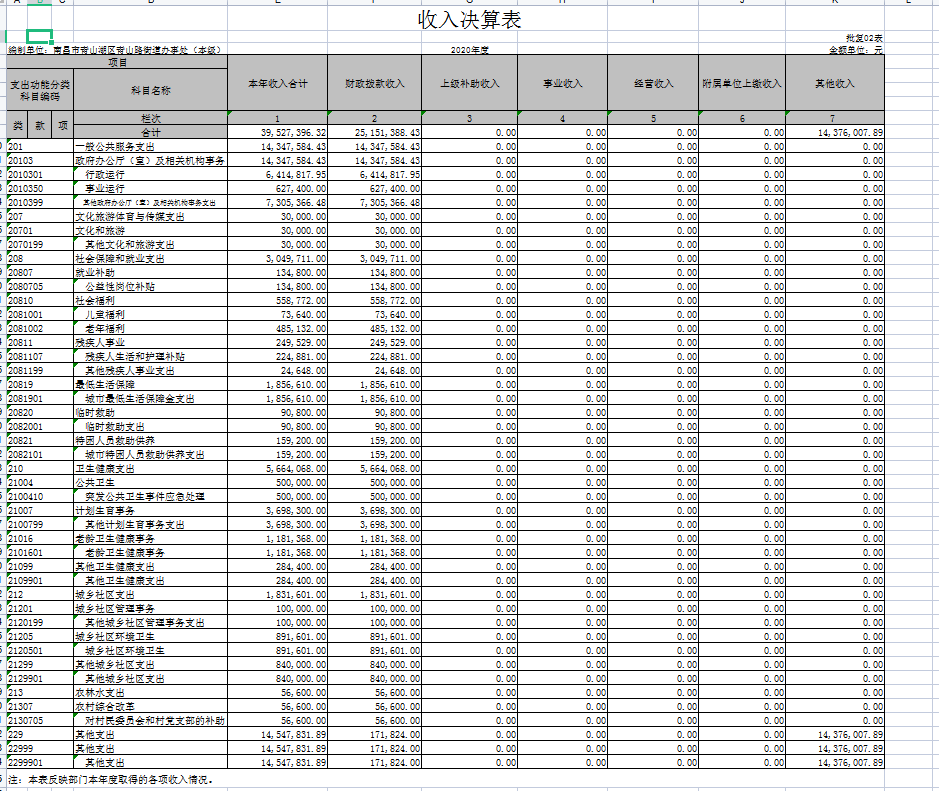 收入决算表
批复02表
编制单位：南昌市青山湖区青山路街道办事处（本级） 2020年度 金额单位：元
项目 本年收入合计 财政拨款收入 上级补助收入 事业收入 经营收入 附属单位上缴收入 其他收入
支出功能分类科目编码 科目名称
类 款 项 栏次 1 2 3 4 5 6 7
合计 39,527,396.32 25,151,388.43 0.00 0.00 0.00 0.00 14,376,007.89
201 一般公共服务支出 14,347,584.43 14,347,584.43 0.00 0.00 0.00 0.00 0.00
20103 政府办公厅（室）及相关机构事务 14,347,584.43 14,347,584.43 0.00 0.00 0.00 0.00 0.00
2010301 行政运行 6,414,817.95 6,414,817.95 0.00 0.00 0.00 0.00 0.00
2010350 事业运行 627,400.00 627,400.00 0.00 0.00 0.00 0.00 0.00
2010399 其他政府办公厅（室）及相关机构事务支出 7,305,366.48 7,305,366.48 0.00 0.00 0.00 0.00 0.00
207 文化旅游体育与传媒支出 30,000.00 30,000.00 0.00 0.00 0.00 0.00 0.00
20701 文化和旅游 30,000.00 30,000.00 0.00 0.00 0.00 0.00 0.00
2070199 其他文化和旅游支出 30,000.00 30,000.00 0.00 0.00 0.00 0.00 0.00
208 社会保障和就业支出 3,049,711.00 3,049,711.00 0.00 0.00 0.00 0.00 0.00
20807 就业补助 134,800.00 134,800.00 0.00 0.00 0.00 0.00 0.00
2080705 公益性岗位补贴 134,800.00 134,800.00 0.00 0.00 0.00 0.00 0.00
20810 社会福利 558,772.00 558,772.00 0.00 0.00 0.00 0.00 0.00
2081001 儿童福利 73,640.00 73,640.00 0.00 0.00 0.00 0.00 0.00
2081002 老年福利 485,132.00 485,132.00 0.00 0.00 0.00 0.00 0.00
20811 残疾人事业 249,529.00 249,529.00 0.00 0.00 0.00 0.00 0.00
2081107 残疾人生活和护理补贴 224,881.00 224,881.00 0.00 0.00 0.00 0.00 0.00
2081199 其他残疾人事业支出 24,648.00 24,648.00 0.00 0.00 0.00 0.00 0.00
20819 最低生活保障 1,856,610.00 1,856,610.00 0.00 0.00 0.00 0.00 0.00
2081901 城市最低生活保障金支出 1,856,610.00 1,856,610.00 0.00 0.00 0.00 0.00 0.00
20820 临时救助 90,800.00 90,800.00 0.00 0.00 0.00 0.00 0.00
2082001 临时救助支出 90,800.00 90,800.00 0.00 0.00 0.00 0.00 0.00
20821 特困人员救助供养 159,200.00 159,200.00 0.00 0.00 0.00 0.00 0.00
2082101 城市特困人员救助供养支出 159,200.00 159,200.00 0.00 0.00 0.00 0.00 0.00
210 卫生健康支出 5,664,068.00 5,664,068.00 0.00 0.00 0.00 0.00 0.00
21004 公共卫生 500,000.00 500,000.00 0.00 0.00 0.00 0.00 0.00
2100410 突发公共卫生事件应急处理 500,000.00 500,000.00 0.00 0.00 0.00 0.00 0.00
21007 计划生育事务 3,698,300.00 3,698,300.00 0.00 0.00 0.00 0.00 0.00
2100799 其他计划生育事务支出 3,698,300.00 3,698,300.00 0.00 0.00 0.00 0.00 0.00
21016 老龄卫生健康事务 1,181,368.00 1,181,368.00 0.00 0.00 0.00 0.00 0.00
2101601 老龄卫生健康事务 1,181,368.00 1,181,368.00 0.00 0.00 0.00 0.00 0.00
21099 其他卫生健康支出 284,400.00 284,400.00 0.00 0.00 0.00 0.00 0.00
2109901 其他卫生健康支出 284,400.00 284,400.00 0.00 0.00 0.00 0.00 0.00
212 城乡社区支出 1,831,601.00 1,831,601.00 0.00 0.00 0.00 0.00 0.00
21201 城乡社区管理事务 100,000.00 100,000.00 0.00 0.00 0.00 0.00 0.00
2120199 其他城乡社区管理事务支出 100,000.00 100,000.00 0.00 0.00 0.00 0.00 0.00
21205 城乡社区环境卫生 891,601.00 891,601.00 0.00 0.00 0.00 0.00 0.00
2120501 城乡社区环境卫生 891,601.00 891,601.00 0.00 0.00 0.00 0.00 0.00
21299 其他城乡社区支出 840,000.00 840,000.00 0.00 0.00 0.00 0.00 0.00
2129901 其他城乡社区支出 840,000.00 840,000.00 0.00 0.00 0.00 0.00 0.00
213 农林水支出 56,600.00 56,600.00 0.00 0.00 0.00 0.00 0.00
21307 农村综合改革 56,600.00 56,600.00 0.00 0.00 0.00 0.00 0.00
2130705 对村民委员会和村党支部的补助 56,600.00 56,600.00 0.00 0.00 0.00 0.00 0.00
229 其他支出 14,547,831.89 171,824.00 0.00 0.00 0.00 0.00 14,376,007.89
22999 其他支出 14,547,831.89 171,824.00 0.00 0.00 0.00 0.00 14,376,007.89
2299901 其他支出 14,547,831.89 171,824.00 0.00 0.00 0.00 0.00 14,376,007.89
注：本表反映部门本年度取得的各项收入情况。